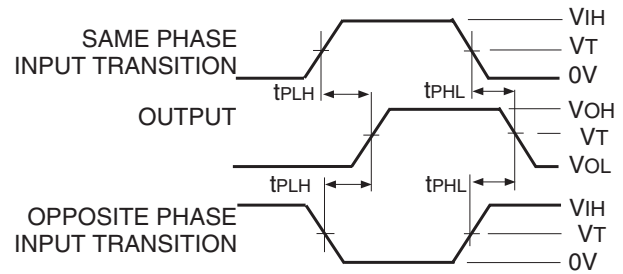 SAME PHASE
INPUT TRANSITION
VIH
VT
0V
tPLH
tPHL
OUTPUT
VOH
VT
VOL
tPLH
tPHL
OPPOSITE PHASE
INPUT TRANSITION
VIH
VT
0V